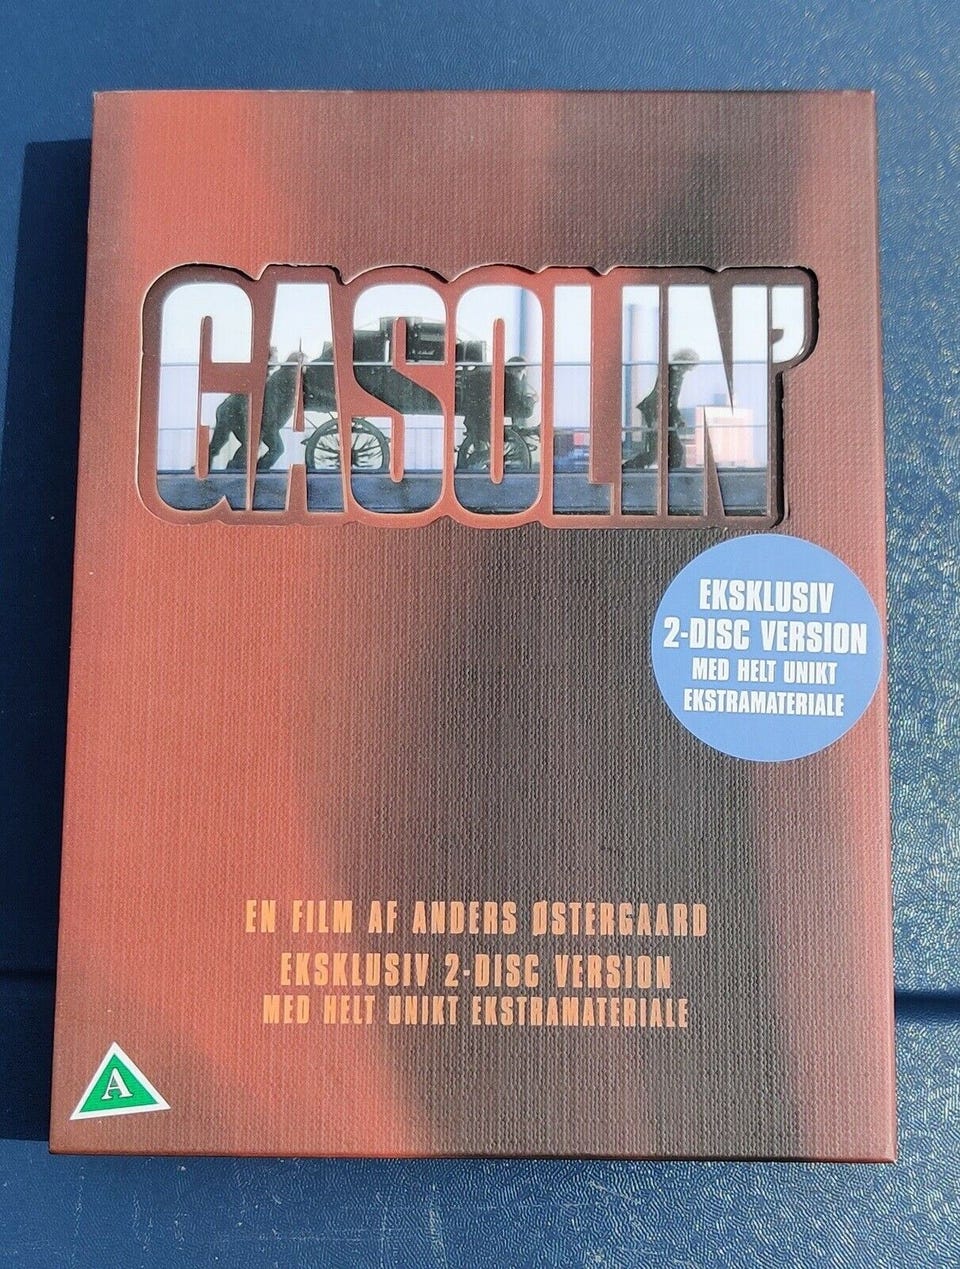 GASOLIN'
EKSKLUSIV
2-DISC VERSION
MED HELT UNIKT
EKSTRAMATERIALE
EN FILM AF ANDERS ØSTERGAARD
EKSKLUSIV 2-DISC VERSION
MED HELT UNIKT EKSTRAMATERIALE
A